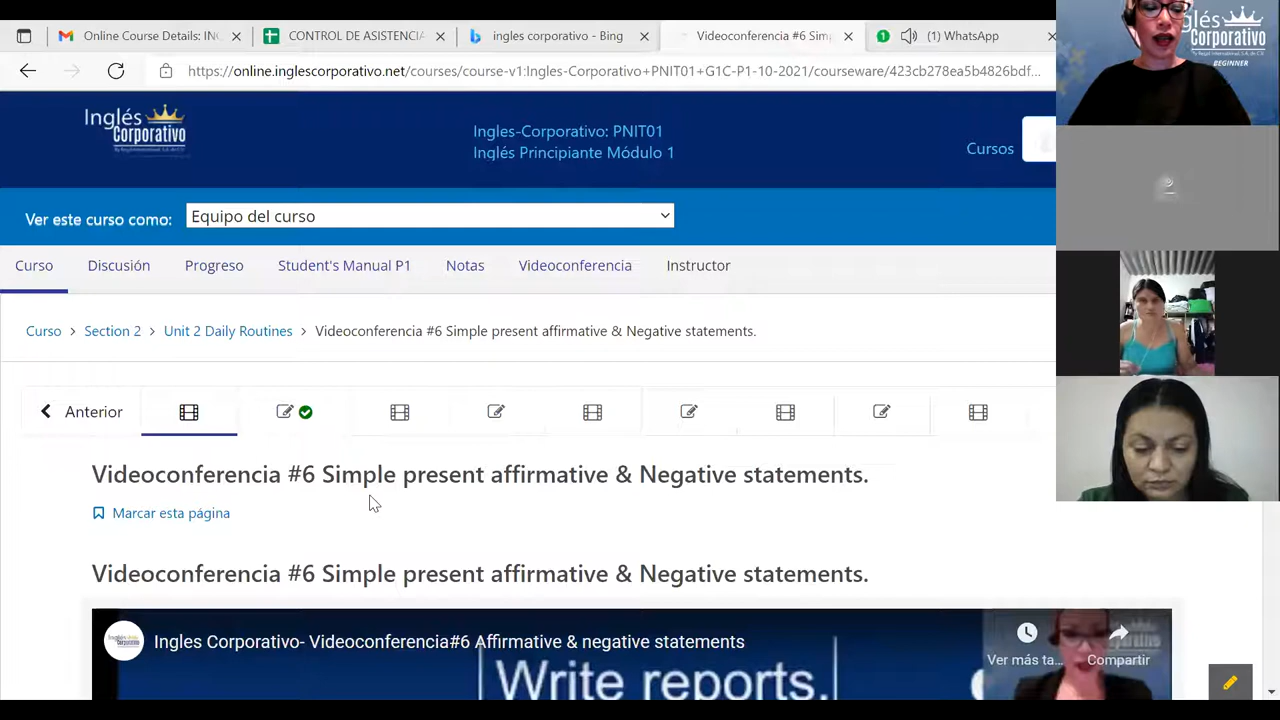 Online Course Details: ING
CONTROL DE ASISTENCIA
ingles corporativo - Bing
Videoconferencia #6 Sim
1
(1) WhatsApp
https://online.inglescorporativo.net/courses/course-v1:Ingles-Corporativo+PNIT01+G1C-P1-10-2021/courseware/423cb278ea5b4826bdf...
Inglés
Corporativo
BEGINNER
Inglés
Corporativo
Ingles-Corporativo: PNIT01
Inglés Principiante Módulo 1
Cursos
Ver este curso como:
Equipo del curso
Curso
Discusión
Progreso
Student's Manual P1
Notas
Videoconferencia
Instructor
Curso > Section 2 > Unit 2 Daily Routines > Videoconferencia #6 Simple present affirmative & Negative statements.
Anterior
Videoconferencia #6 Simple present affirmative & Negative statements.
Marcar esta página
Videoconferencia #6 Simple present affirmative & Negative statements.
Ingles Corporativo- Videoconferencia#6 Affirmative & negative statements
Ver más ta...
Compartir
Write reports.